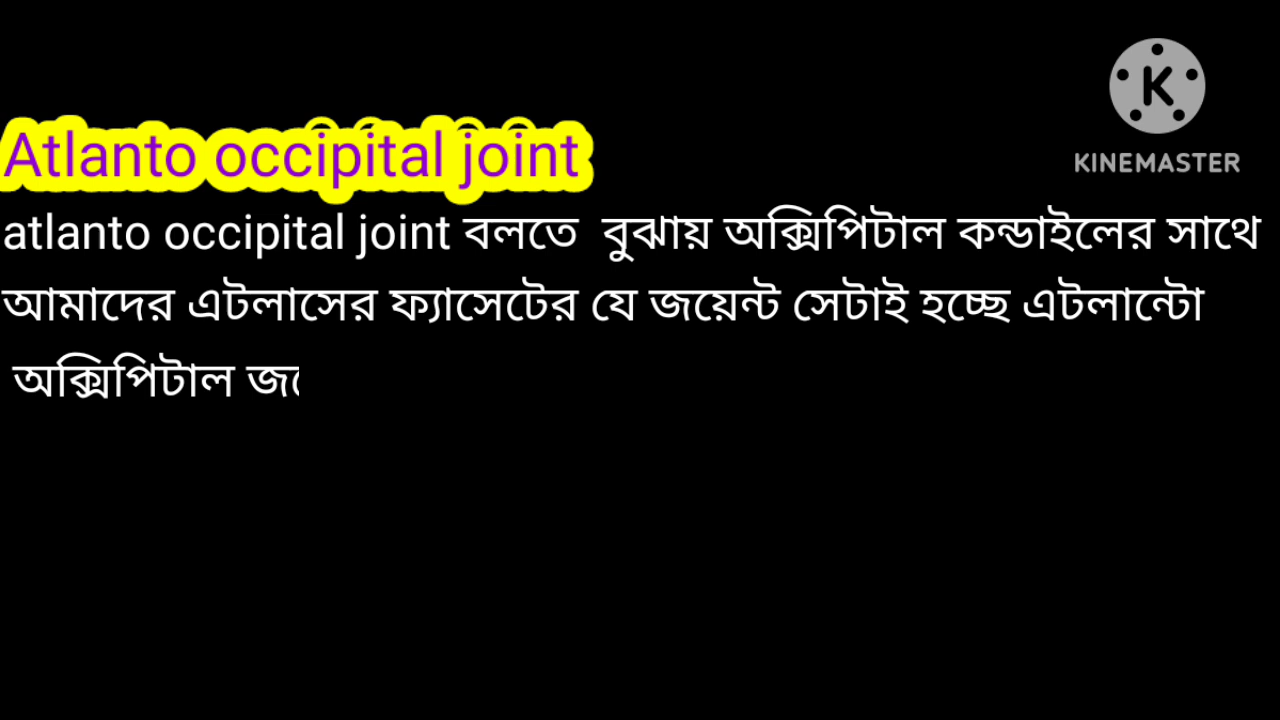 KINEMASTER
Atlanto occipital joint
atlanto occipital joint বলতে বুঝায় অক্সিপিটাল কন্ডাইলের সাথে
আমাদের এটলাসের ফ্যাসেটের যে জয়েন্ট সেটাই হচ্ছে এটলান্টো
অক্সিপিটাল